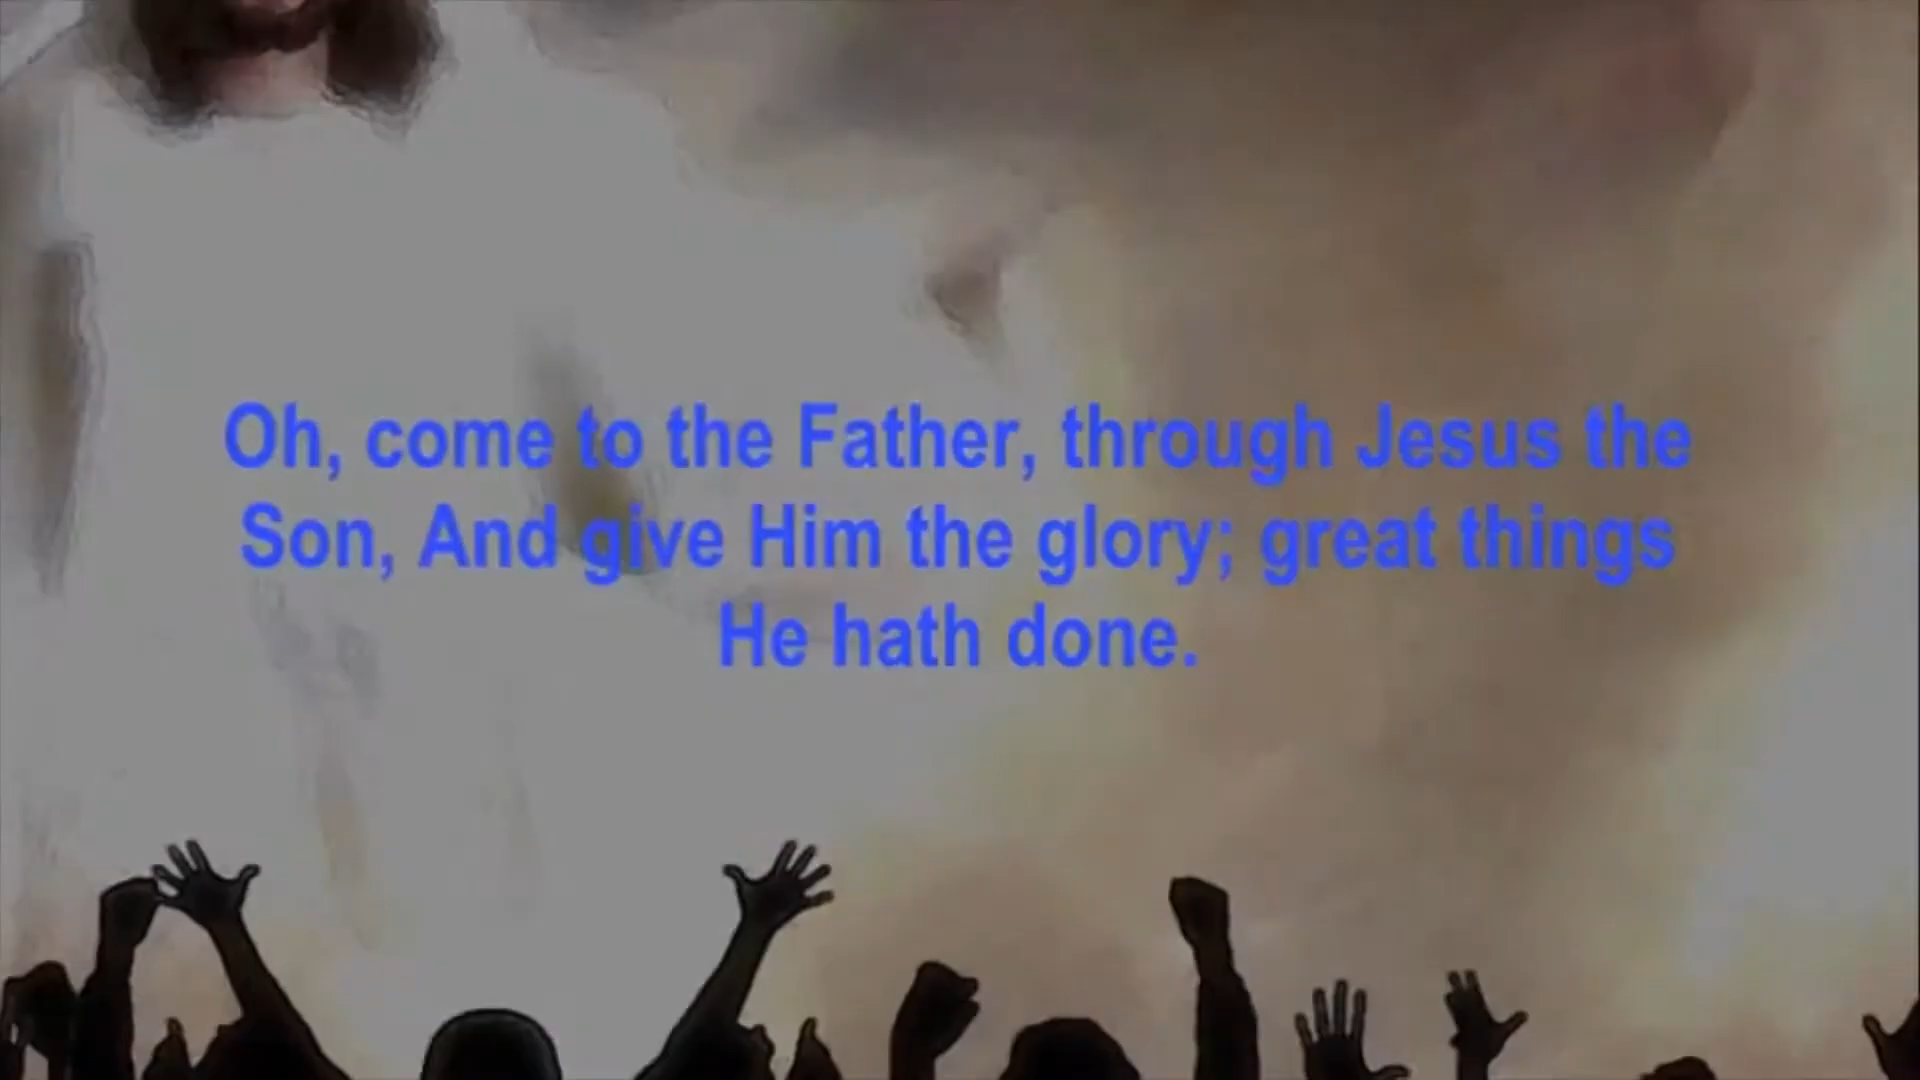 Oh, come to the Father, through Jesus the
Son, And give Him the glory; great things
He hath done.